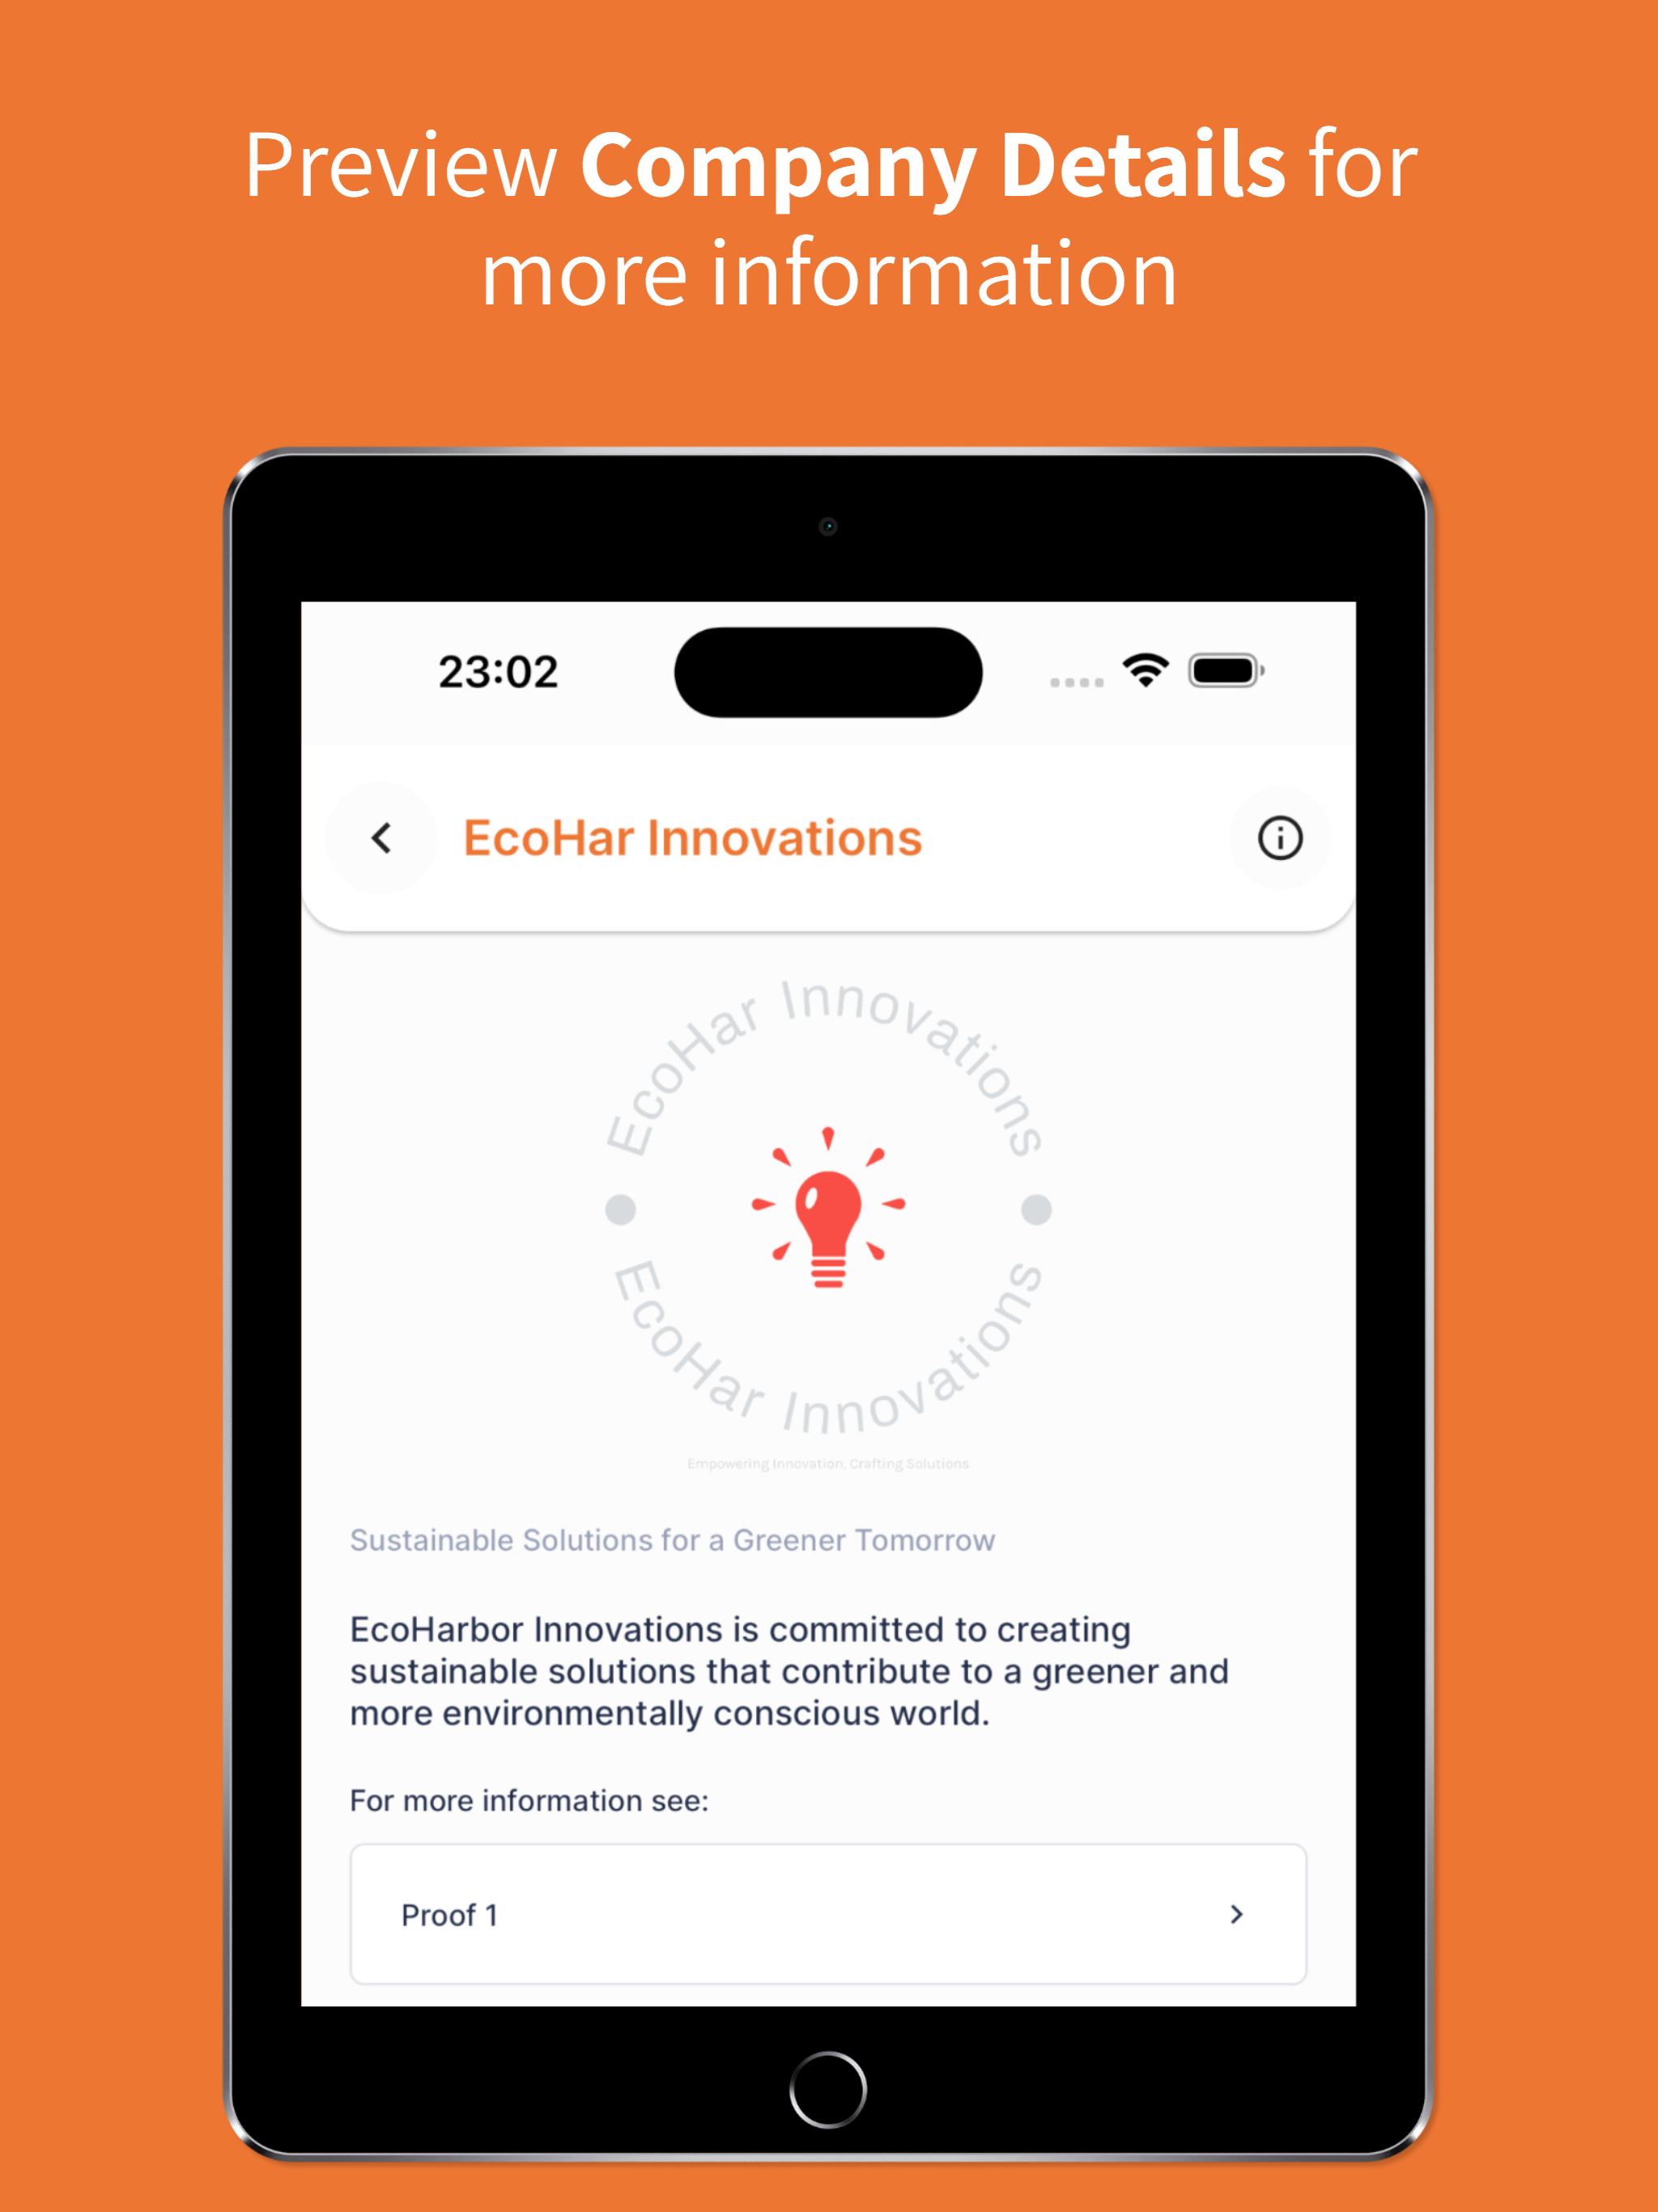 Preview Company Details for
more information
23:02
EcoHar Innovations
EcoHar Innovations
EcoHar Innovations
Empowering Innovation, Crafting Solutions
Sustainable Solutions for a Greener Tomorrow
EcoHarbor Innovations is committed to creating
sustainable solutions that contribute to a greener and
more environmentally conscious world.
For more information see:
Proof 1